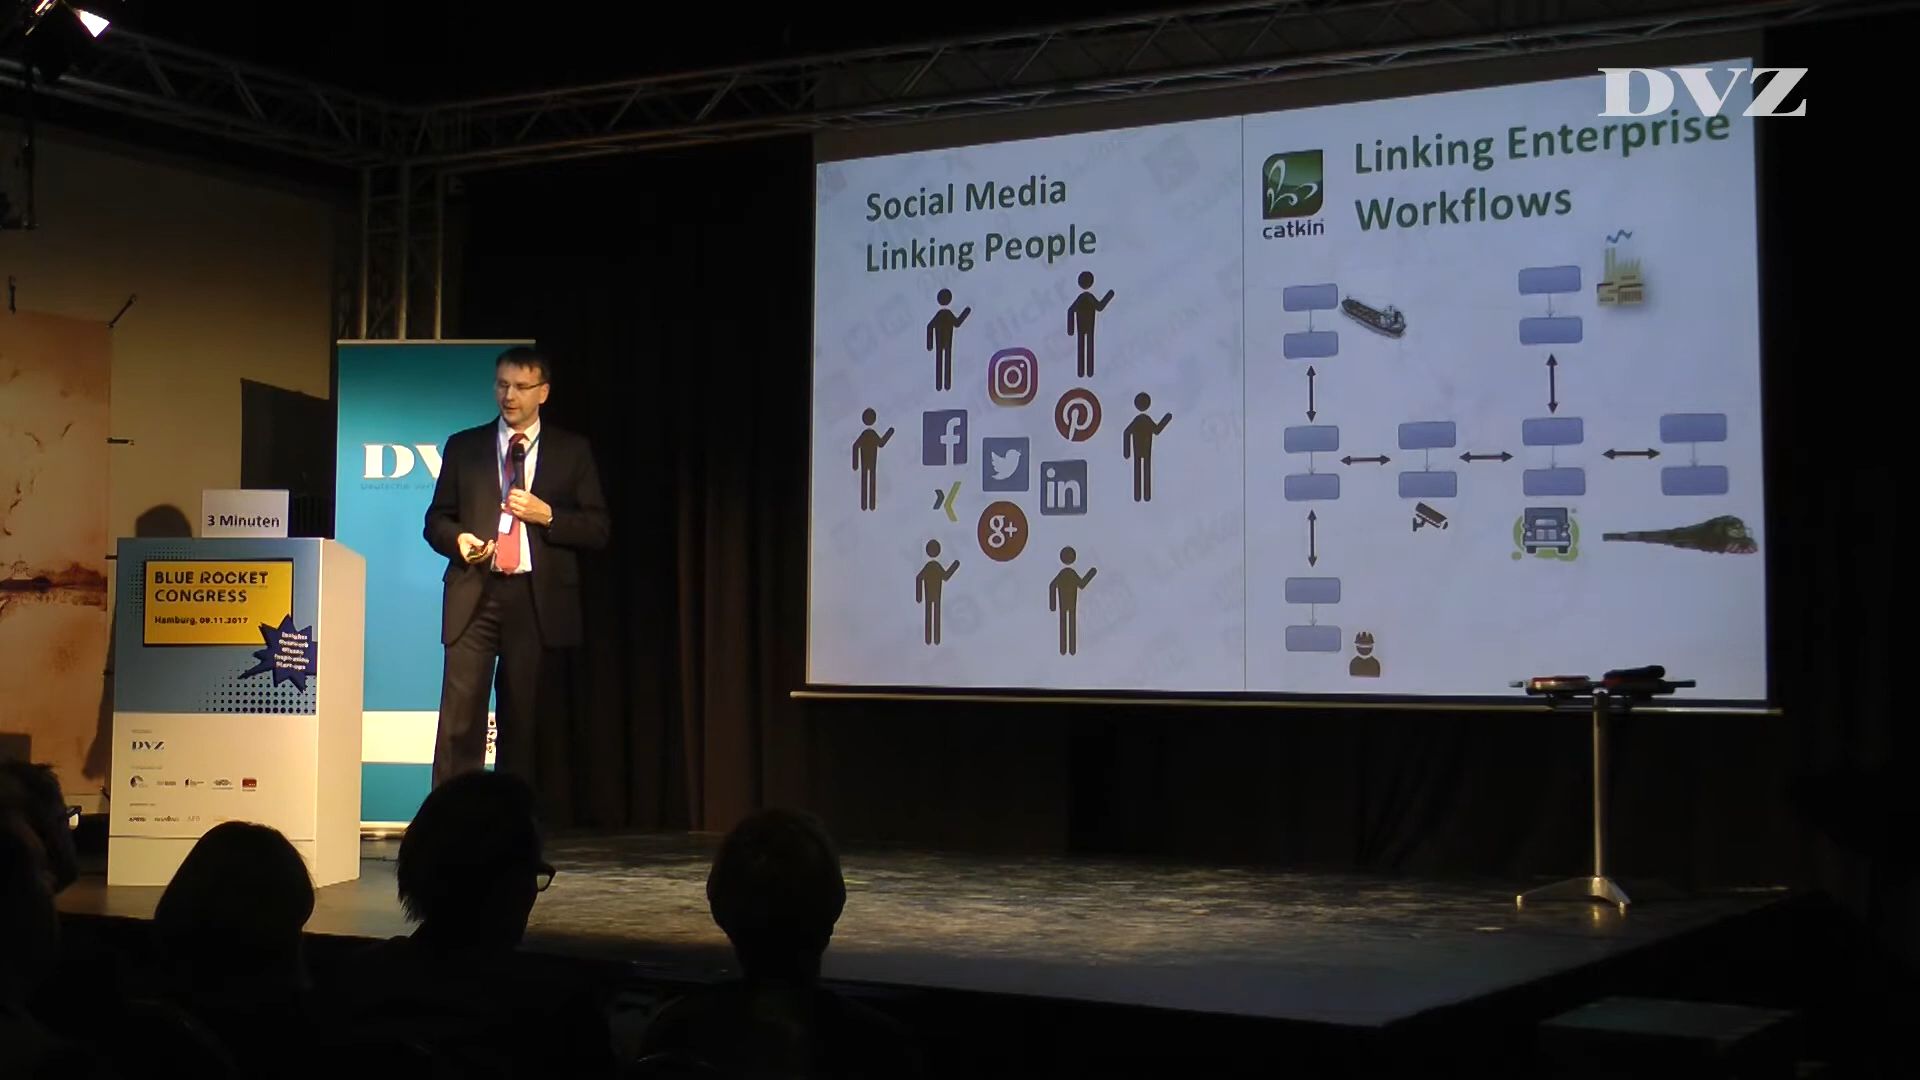 DVZ
Social Media
Linking People
catkin
Linking Enterprise
Workflows
in
g+
DV
3 Minuten
BLUE ROCKET
CONGRESS
Hamburg, 09.11.2017
DVZ